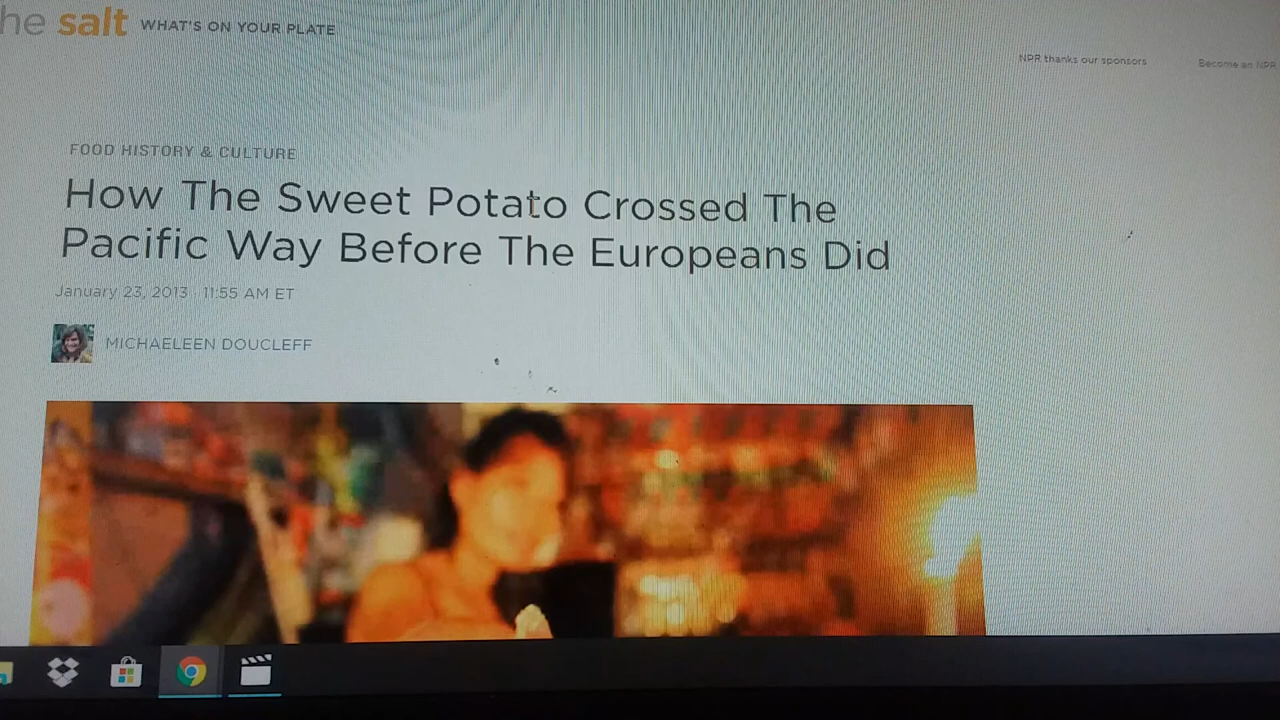 he salt WHAT'S ON YOUR PLATE
NPR thanks our sponsors
Become an NPR
FOOD HISTORY & CULTURE
How The Sweet Potato Crossed The
Pacific Way Before The Europeans Did
January 23, 2013 · 11:55 AM ET
MICHAELEEN DOUCLEFF